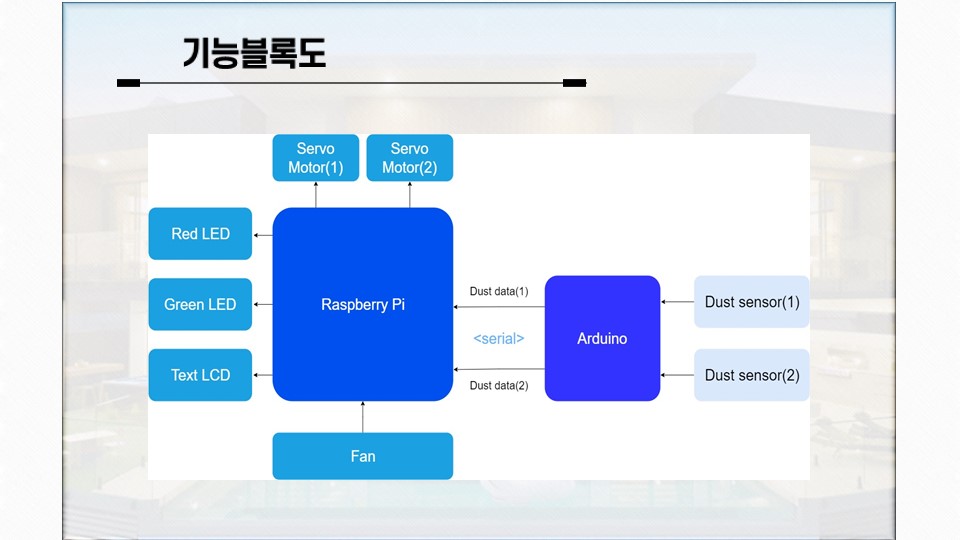 기능블록도
Servo
Motor(1)
Servo
Motor(2)
Red LED
Green LED
Text LCD
Raspberry Pi
Dust data(1)
<serial>
Dust data(2)
Arduino
Dust sensor(1)
Dust sensor(2)
Fan